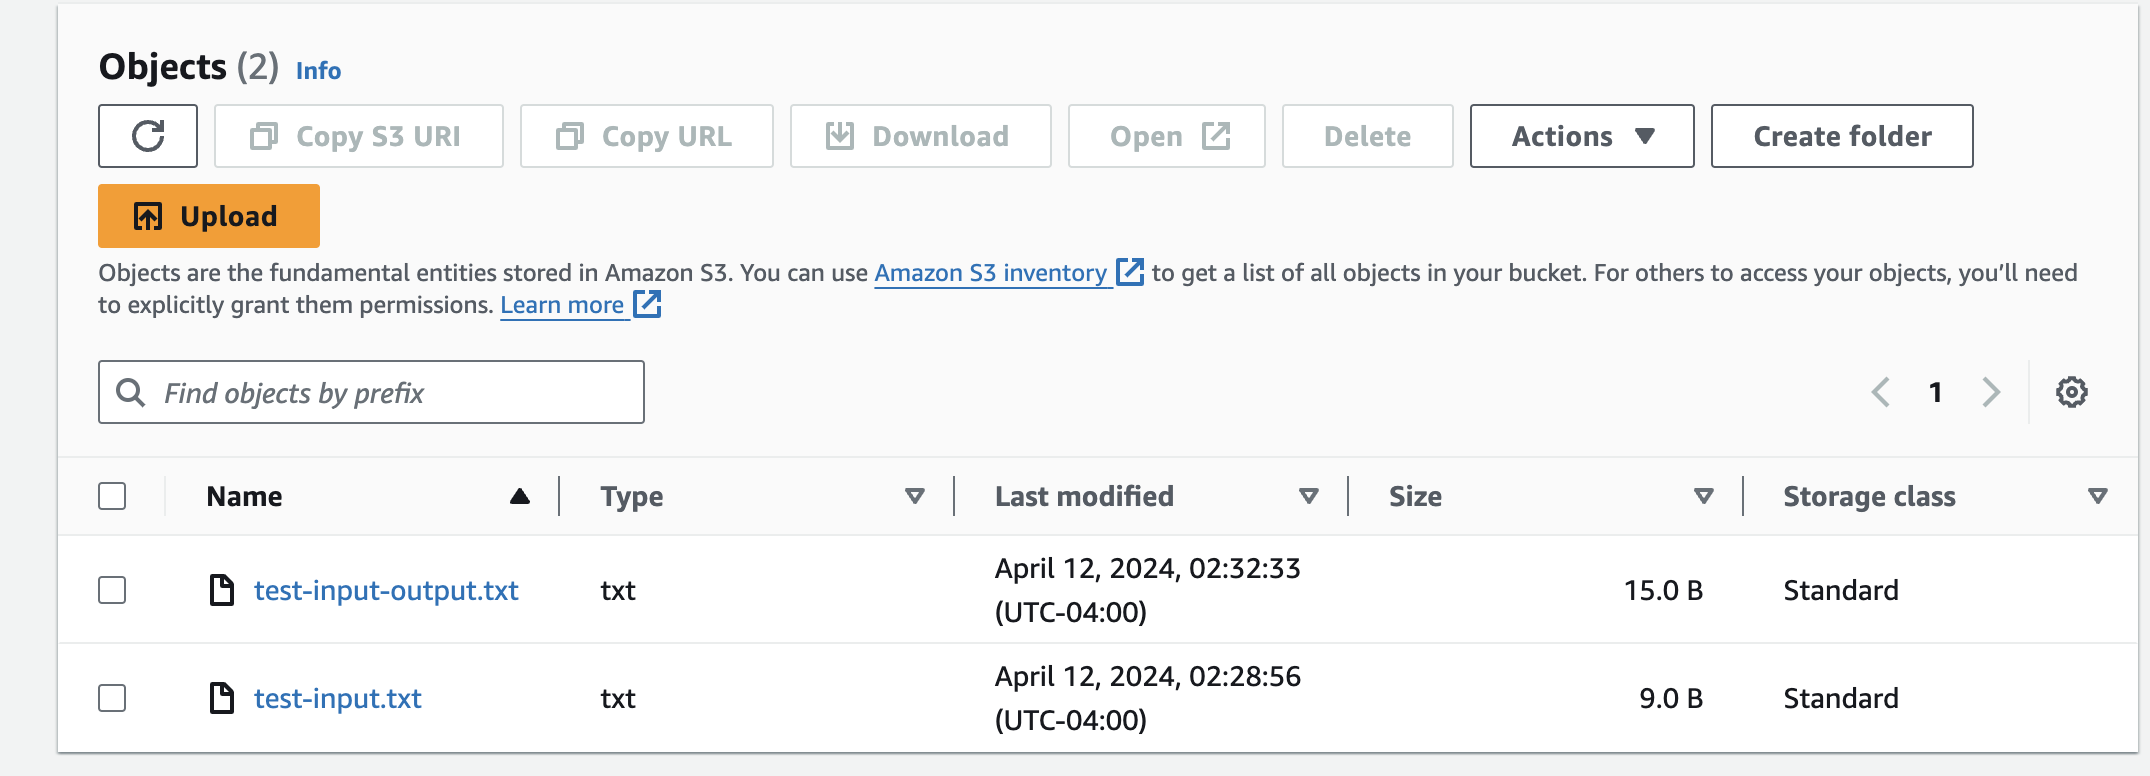 Objects (2) Info
Copy S3 URI Copy URL Download Open Delete Actions Create folder
Upload
Objects are the fundamental entities stored in Amazon S3. You can use Amazon S3 inventory to get a list of all objects in your bucket. For others to access your objects, you’ll need
to explicitly grant them permissions. Learn more
Find objects by prefix 1
Name Type Last modified Size Storage class
test-input-output.txt txt April 12, 2024, 02:32:33 (UTC-04:00) 15.0 B Standard
test-input.txt txt April 12, 2024, 02:28:56 (UTC-04:00) 9.0 B Standard